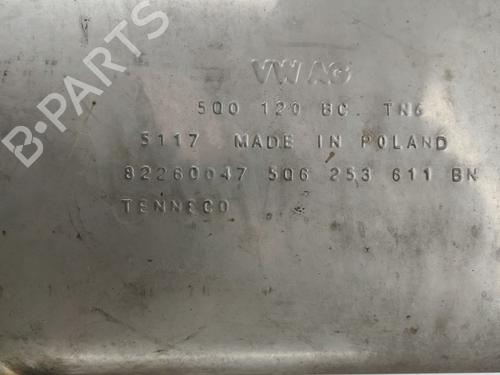 B-PARTS
VW AG
5Q0 120 BC TN6
5117 MADE IN POLAND
82260047 5Q6 253 611 BN
TENNECO